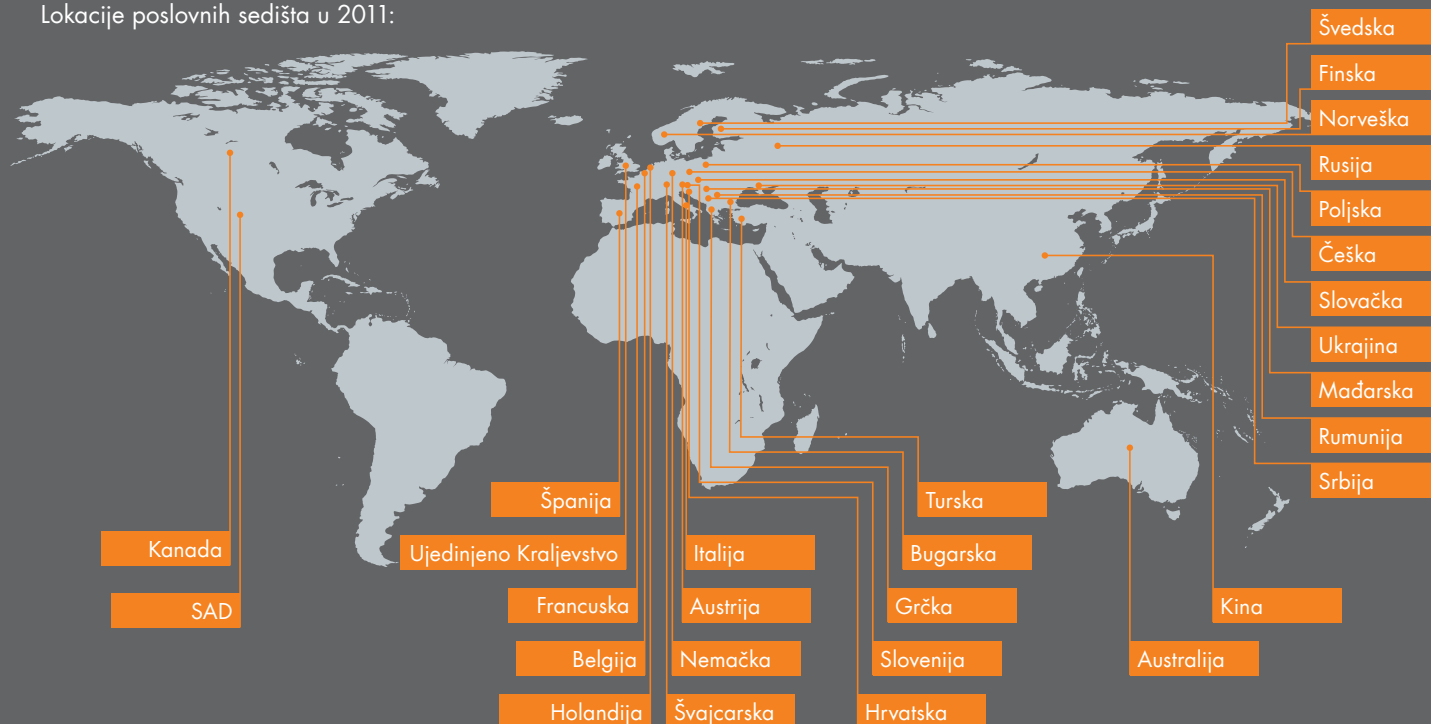 Lokacije poslovnih sedišta u 2011:
Švedska
Finska
Norveška
Rusija
Poljska
Češka
Slovačka
Ukrajina
Mađarska
Rumunija
Srbija
Španija
Turska
Kanada
Ujedinjeno Kraljevstvo
Italija
Bugarska
SAD
Francuska
Austrija
Grčka
Kina
Belgija
Nemačka
Slovenija
Australija
Holandija
Švajcarska
Hrvatska